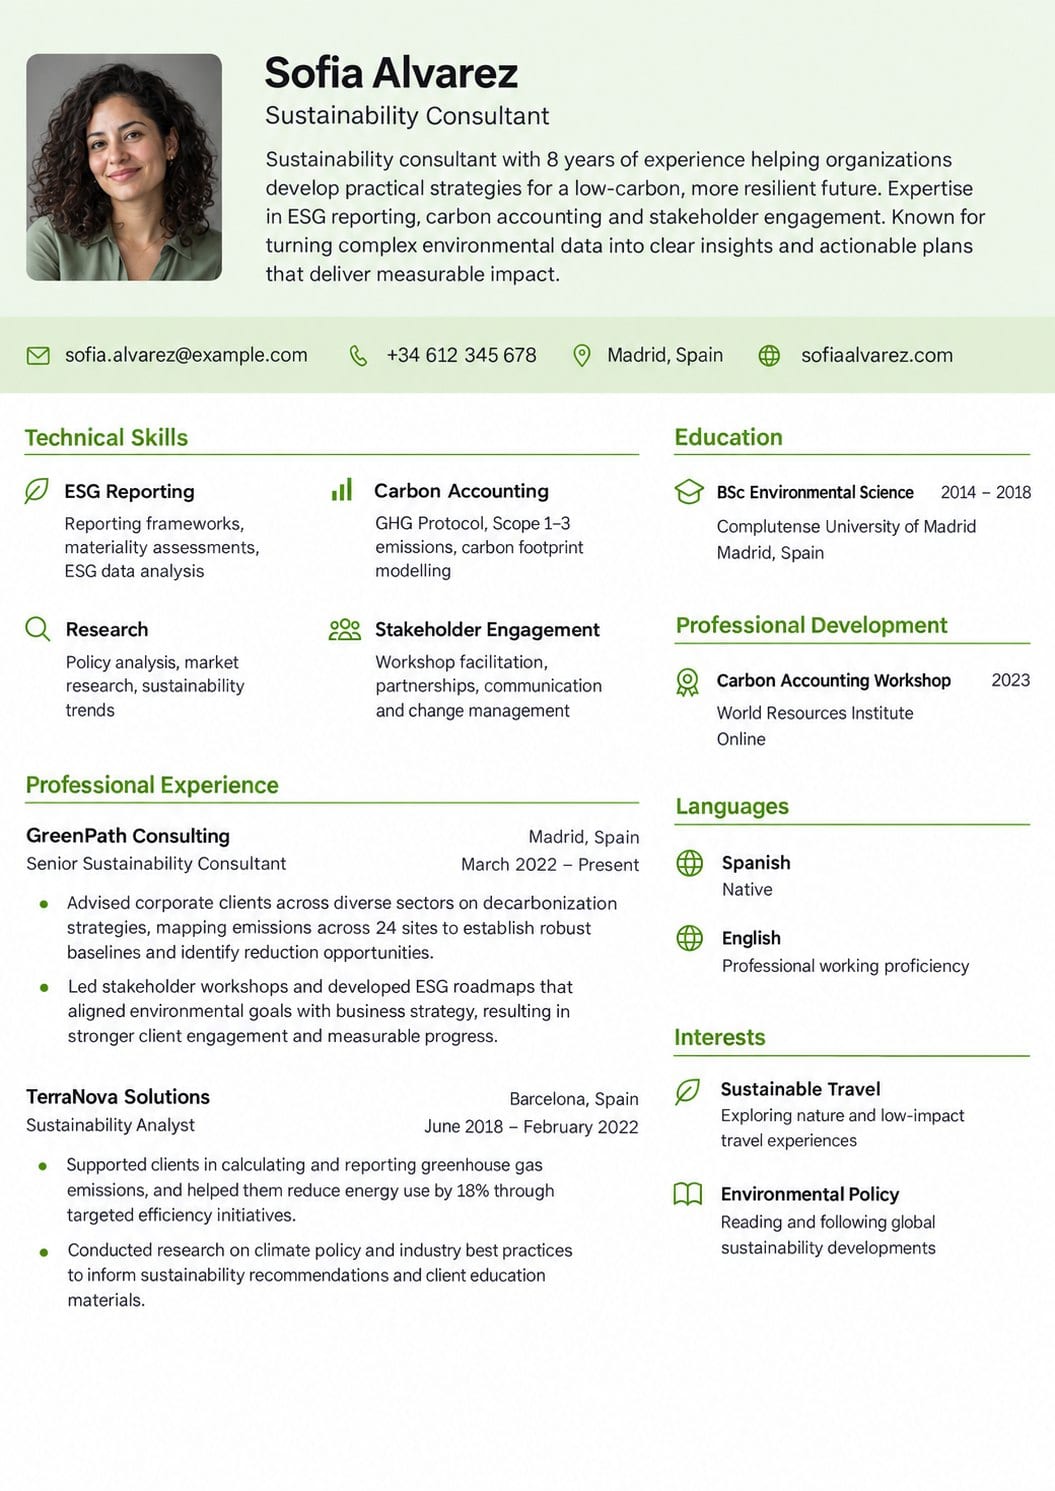 Sofia Alvarez
Sustainability Consultant
Sustainability consultant with 8 years of experience helping organizations
develop practical strategies for a low-carbon, more resilient future. Expertise
in ESG reporting, carbon accounting and stakeholder engagement. Known for
turning complex environmental data into clear insights and actionable plans
that deliver measurable impact.
sofia.alvarez@example.com
+34 612 345 678
Madrid, Spain
sofiaalvarez.com
Technical Skills
ESG Reporting
Reporting frameworks,
materiality assessments,
ESG data analysis
Carbon Accounting
GHG Protocol, Scope 1–3
emissions, carbon footprint
modelling
Research
Policy analysis, market
research, sustainability
trends
Stakeholder Engagement
Workshop facilitation,
partnerships, communication
and change management
Professional Experience
GreenPath Consulting
Madrid, Spain
Senior Sustainability Consultant
March 2022 – Present
Advised corporate clients across diverse sectors on decarbonization
strategies, mapping emissions across 24 sites to establish robust
baselines and identify reduction opportunities.
Led stakeholder workshops and developed ESG roadmaps that
aligned environmental goals with business strategy, resulting in
stronger client engagement and measurable progress.
TerraNova Solutions
Barcelona, Spain
Sustainability Analyst
June 2018 – February 2022
Supported clients in calculating and reporting greenhouse gas
emissions, and helped them reduce energy use by 18% through
targeted efficiency initiatives.
Conducted research on climate policy and industry best practices
to inform sustainability recommendations and client education
materials.
Education
BSc Environmental Science 2014 – 2018
Complutense University of Madrid
Madrid, Spain
Professional Development
Carbon Accounting Workshop 2023
World Resources Institute
Online
Languages
Spanish
Native
English
Professional working proficiency
Interests
Sustainable Travel
Exploring nature and low-impact
travel experiences
Environmental Policy
Reading and following global
sustainability developments